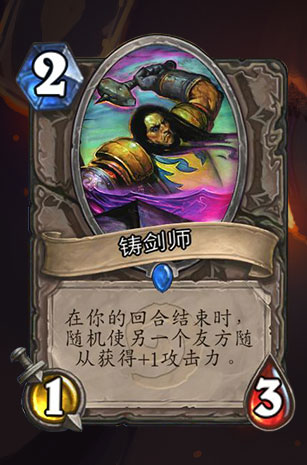 2
铸剑师
在你的回合结束时，
随机使另一个友方随
从获得+1攻击力。
1
3